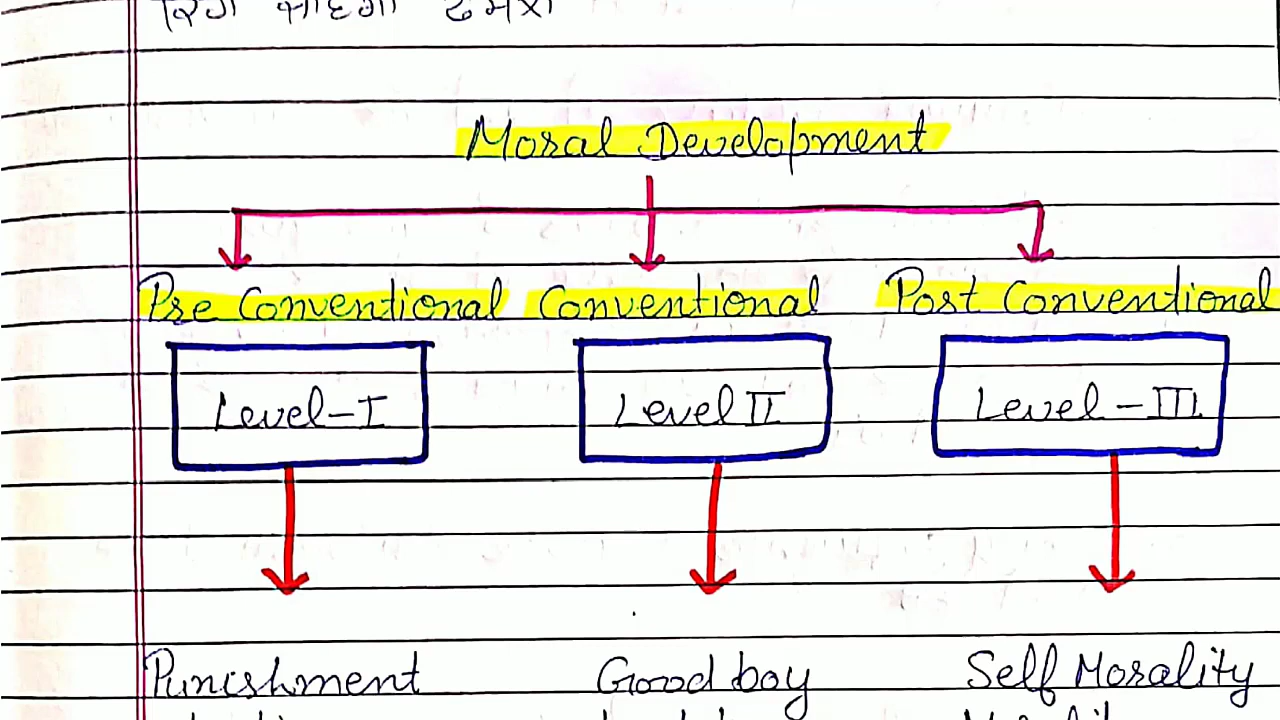 Moral Development
Pre Conventional Conventional Post Conventional
Level-I Level II Level-III
Punishment Good boy Self Morality